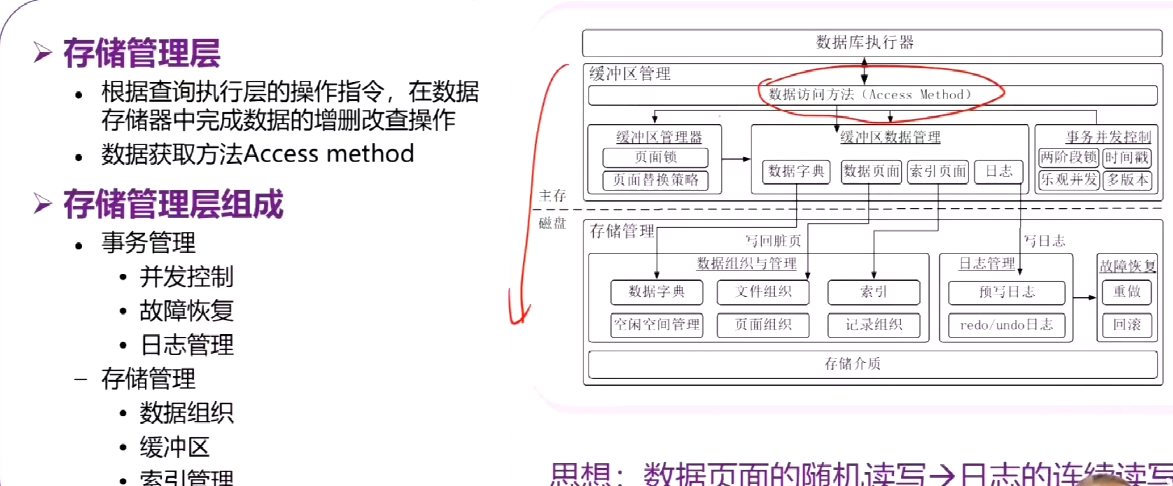 存储管理层
根据查询执行层的操作指令，在数据
存储器中完成数据的增删改查操作
数据获取方法Access method
存储管理层组成
事务管理
并发控制
故障恢复
日志管理
存储管理
数据组织
缓冲区
索引管理
数据库执行器
缓冲区管理
数据访问方法（Access Method）
缓冲区管理器
页面锁
页面替换策略
缓冲区数据管理
数据字典 数据页面 索引页面 日志
事务并发控制
两阶段锁 时间戳
乐观并发 多版本
主存
磁盘
存储管理
写回脏页
写日志
数据组织与管理
数据字典 文件组织 索引
空闲空间管理 页面组织 记录组织
日志管理
预写日志
redo/undo日志
故障恢复
重做
回滚
存储介质
思想：数据页面的随机读写→日志的连续读写